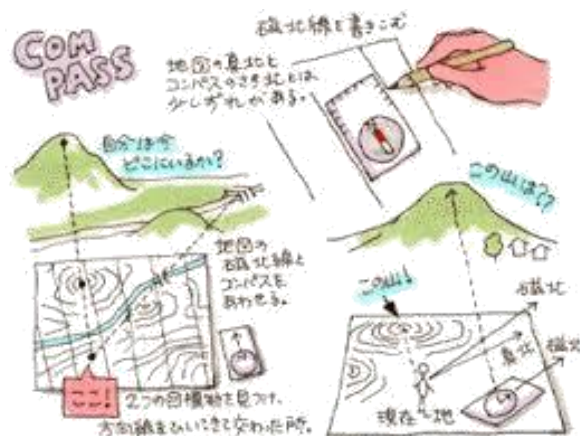 COM
PASS
磁北線を書きこむ
地図の真北と
コンパスのさす北とは
少しずれがある。
自分は今
どこにいるか?
この山は??
地図の
磁北線と
コンパスを
あわせる。
この山!
磁北
真北
磁北
現在地
ここ!
2つの目標物を見つけ、
方向線をひいてきて交わった所。